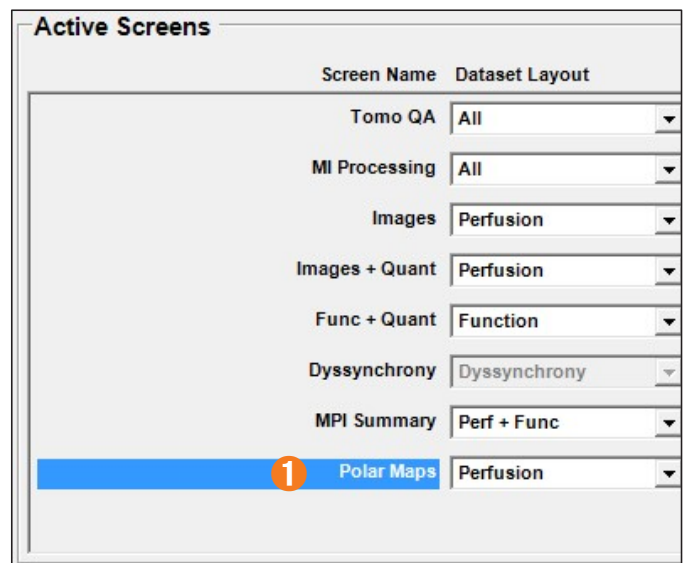 Active Screens
Screen Name Dataset Layout
Tomo QA All
MI Processing All
Images Perfusion
Images + Quant Perfusion
Func + Quant Function
Dyssynchrony Dyssynchrony
MPI Summary Perf + Func
1 Polar Maps Perfusion